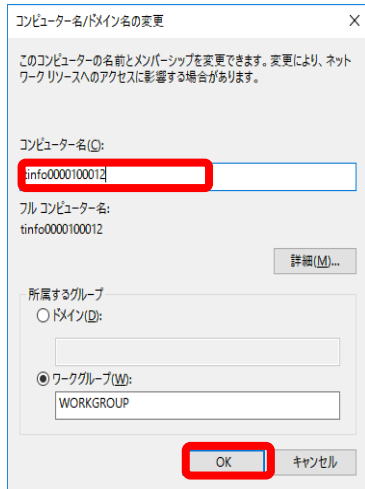 コンピューター名/ドメイン名の変更
このコンピューターの名前とメンバーシップを変更できます。変更により、ネット
ワーク リソースへのアクセスに影響する場合があります。
コンピューター名(C):
tinfo0000100012
フル コンピューター名:
tinfo0000100012
詳細(M)...
所属するグループ
ドメイン(D):
ワークグループ(W):
WORKGROUP
OK キャンセル